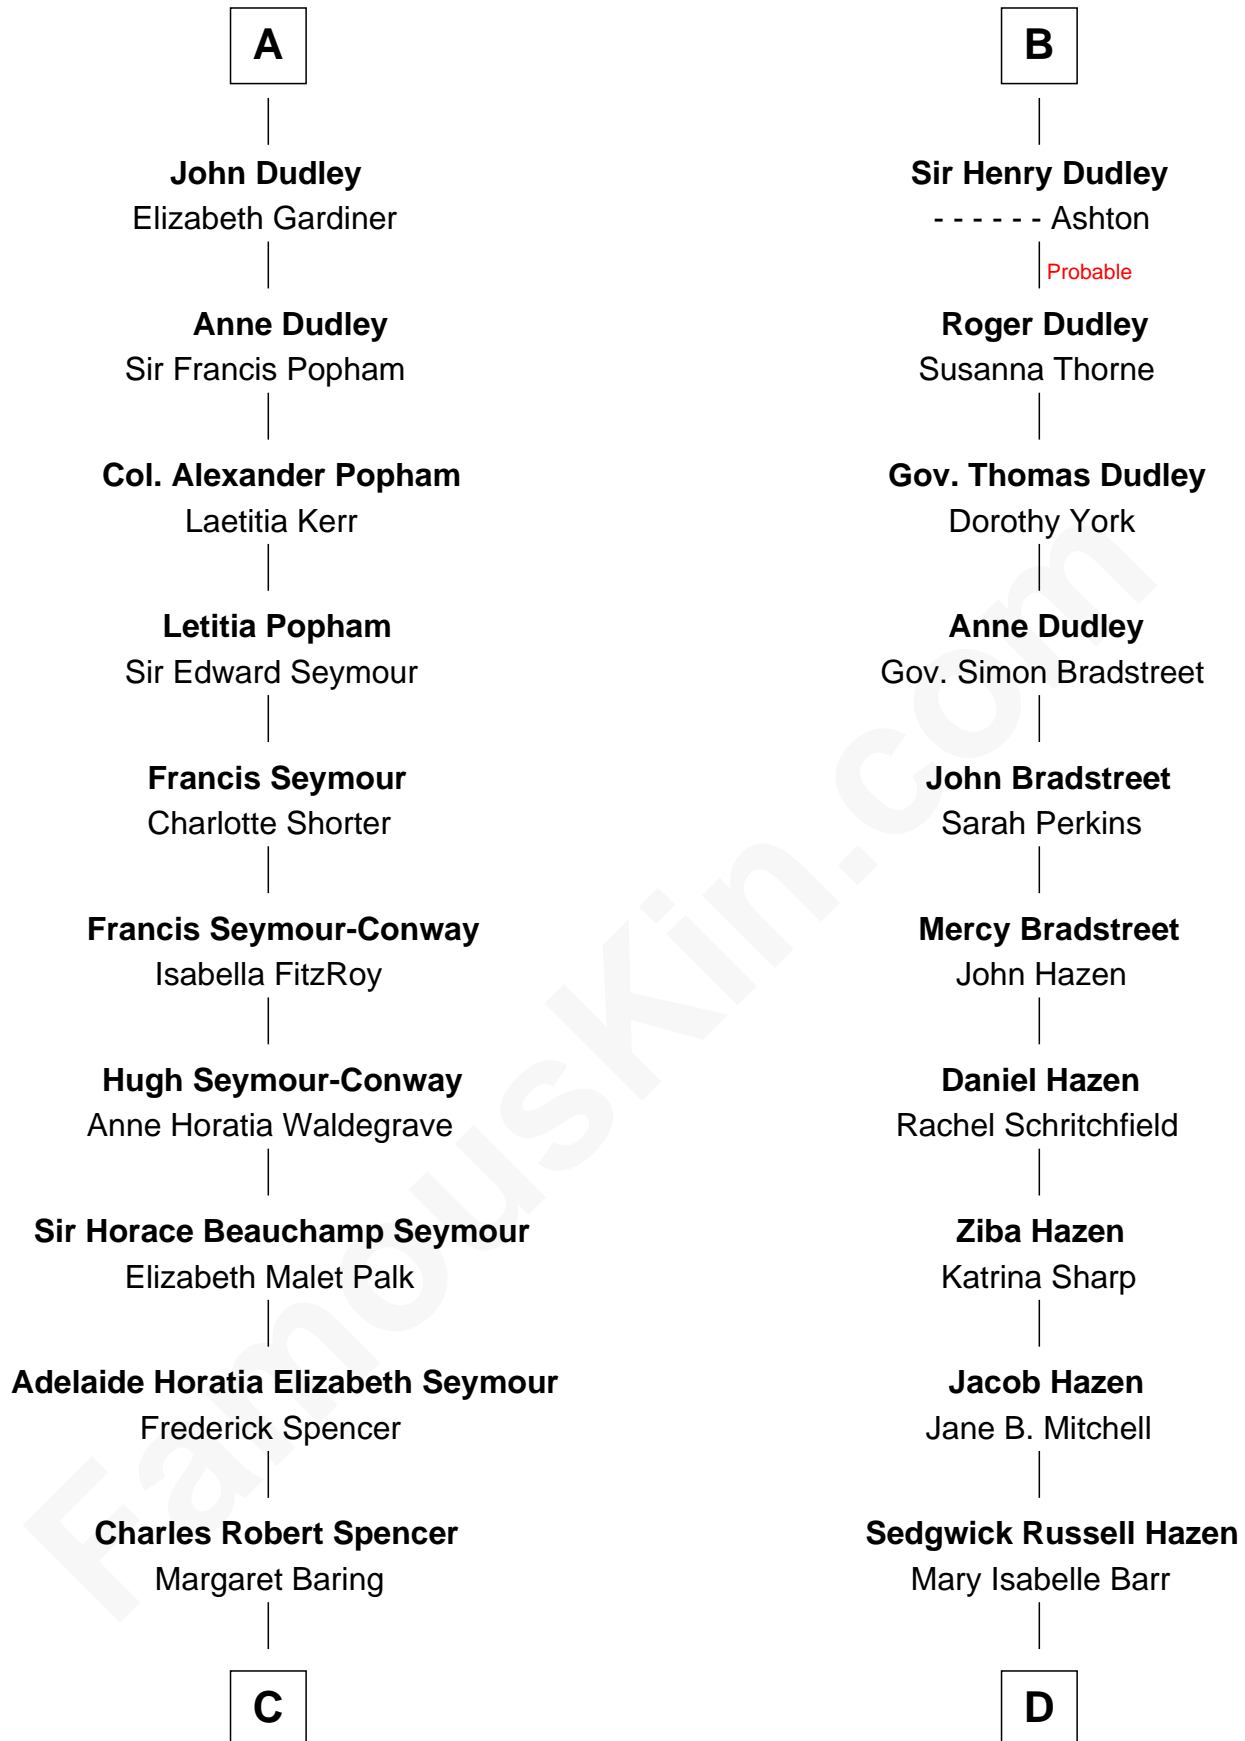 A
John Dudley
Elizabeth Gardiner
Anne Dudley
Sir Francis Popham
Col. Alexander Popham
Laetitia Kerr
Letitia Popham
Sir Edward Seymour
Francis Seymour
Charlotte Shorter
Francis Seymour-Conway
Isabella FitzRoy
Hugh Seymour-Conway
Anne Horatia Waldegrave
Sir Horace Beauchamp Seymour
Elizabeth Malet Palk
Adelaide Horatia Elizabeth Seymour
Frederick Spencer
Charles Robert Spencer
Margaret Baring
C
B
Sir Henry Dudley
- - - - - - Ashton
Probable
Roger Dudley
Susanna Thorne
Gov. Thomas Dudley
Dorothy York
Anne Dudley
Gov. Simon Bradstreet
John Bradstreet
Sarah Perkins
Mercy Bradstreet
John Hazen
Daniel Hazen
Rachel Schritchfield
Ziba Hazen
Katrina Sharp
Jacob Hazen
Jane B. Mitchell
Sedgwick Russell Hazen
Mary Isabelle Barr
D
FamousKin.com